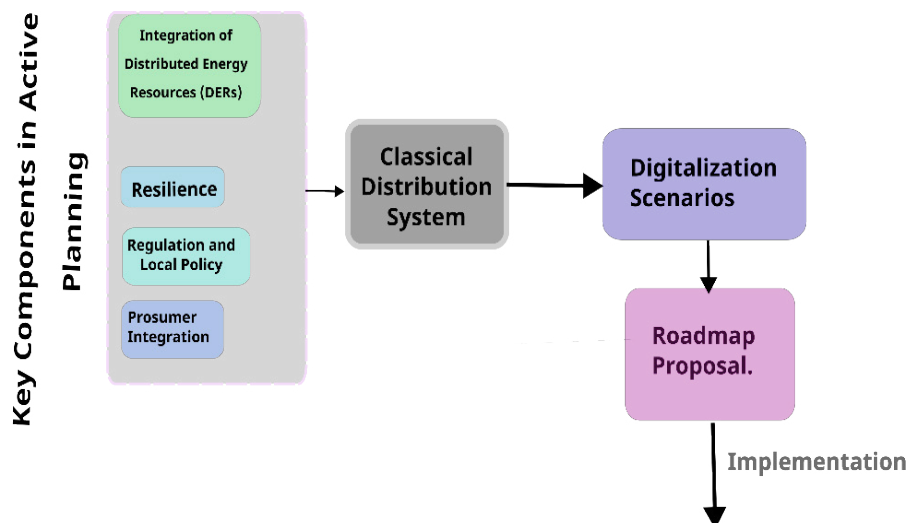 Key Components in Active
Planning
Integration of
Distributed Energy
Resources (DERs)
Resilience
Regulation and
Local Policy
Prosumer
Integration
Classical
Distribution
System
Digitalization
Scenarios
Roadmap
Proposal.
Implementation